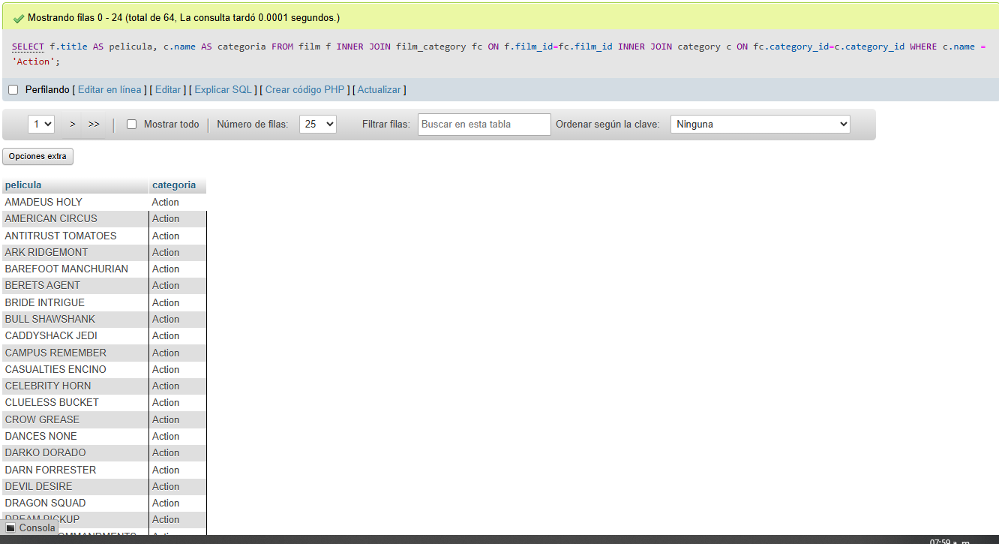 Mostrando filas 0 - 24 (total de 64, La consulta tardó 0.0001 segundos.)
SELECT f.title AS pelicula, c.name AS categoria FROM film f INNER JOIN film_category fc ON f.film_id=fc.film_id INNER JOIN category c ON fc.category_id=c.category_id WHERE c.name =
'Action';
Perfilando [ Editar en línea ] [ Editar ] [ Explicar SQL ] [ Crear código PHP ] [ Actualizar ]
1 > >> | Mostrar todo | Número de filas: 25 Filtrar filas: Buscar en esta tabla Ordenar según la clave: Ninguna
Opciones extra
pelicula categoria
AMADEUS HOLY Action
AMERICAN CIRCUS Action
ANTITRUST TOMATOES Action
ARK RIDGEMONT Action
BAREFOOT MANCHURIAN Action
BERETS AGENT Action
BRIDE INTRIGUE Action
BULL SHAWSHANK Action
CADDYSHACK JEDI Action
CAMPUS REMEMBER Action
CASUALTIES ENCINO Action
CELEBRITY HORN Action
CLUELESS BUCKET Action
CROW GREASE Action
DANCES NONE Action
DARKO DORADO Action
DARN FORRESTER Action
DEVIL DESIRE Action
DRAGON SQUAD Action
DREAM PICKUP Action
Consola
07:59 a. m.